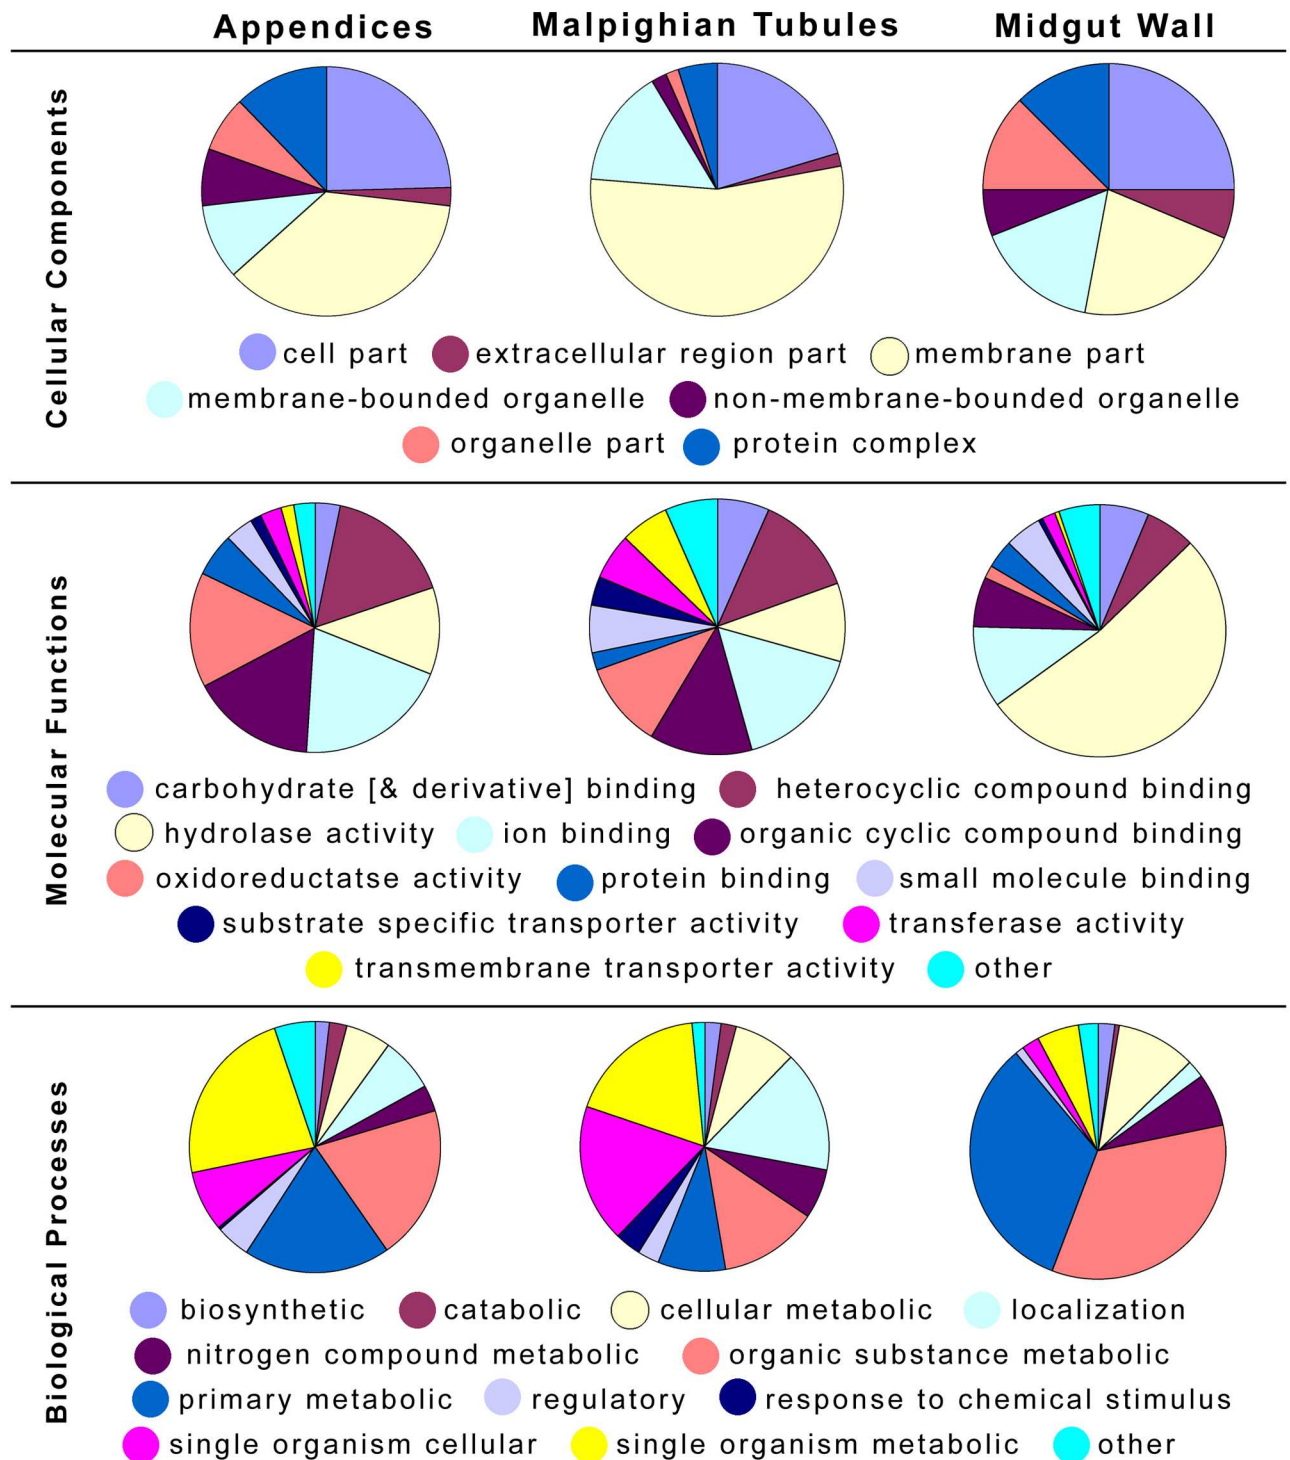 Appendices Malpighian Tubules Midgut Wall
Cellular Components
cell part extracellular region part membrane part
membrane-bounded organelle non-membrane-bounded organelle
organelle part protein complex
Molecular Functions
carbohydrate [& derivative] binding heterocyclic compound binding
hydrolase activity ion binding organic cyclic compound binding
oxidoreductatse activity protein binding small molecule binding
substrate specific transporter activity transferase activity
transmembrane transporter activity other
Biological Processes
biosynthetic catabolic cellular metabolic localization
nitrogen compound metabolic organic substance metabolic
primary metabolic regulatory response to chemical stimulus
single organism cellular single organism metabolic other